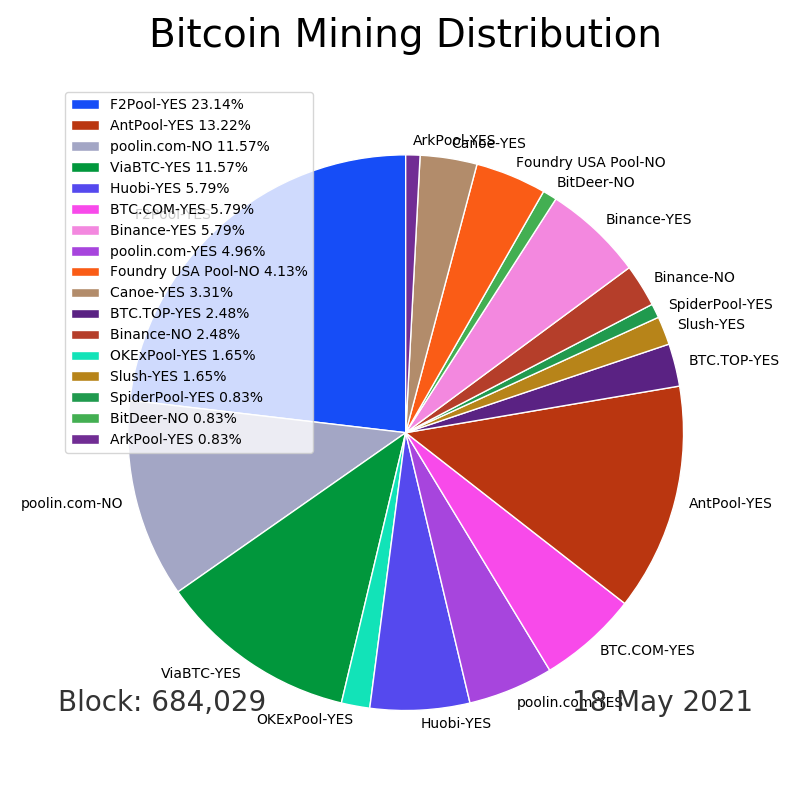 Bitcoin Mining Distribution
F2Pool-YES 23.14%
AntPool-YES 13.22%
poolin.com-NO 11.57%
ViaBTC-YES 11.57%
Huobi-YES 5.79%
BTC.COM-YES 5.79%
Binance-YES 5.79%
poolin.com-YES 4.96%
Foundry USA Pool-NO 4.13%
Canoe-YES 3.31%
BTC.TOP-YES 2.48%
Binance-NO 2.48%
OKExPool-YES 1.65%
Slush-YES 1.65%
SpiderPool-YES 0.83%
BitDeer-NO 0.83%
ArkPool-YES 0.83%
ArkPool-YES
Canoe-YES
Foundry USA Pool-NO
BitDeer-NO
F2Pool-YES
Binance-YES
Binance-NO
SpiderPool-YES
Slush-YES
BTC.TOP-YES
poolin.com-NO
AntPool-YES
BTC.COM-YES
ViaBTC-YES
poolin.com-YES
OKExPool-YES
Huobi-YES
Block: 684,029
18 May 2021